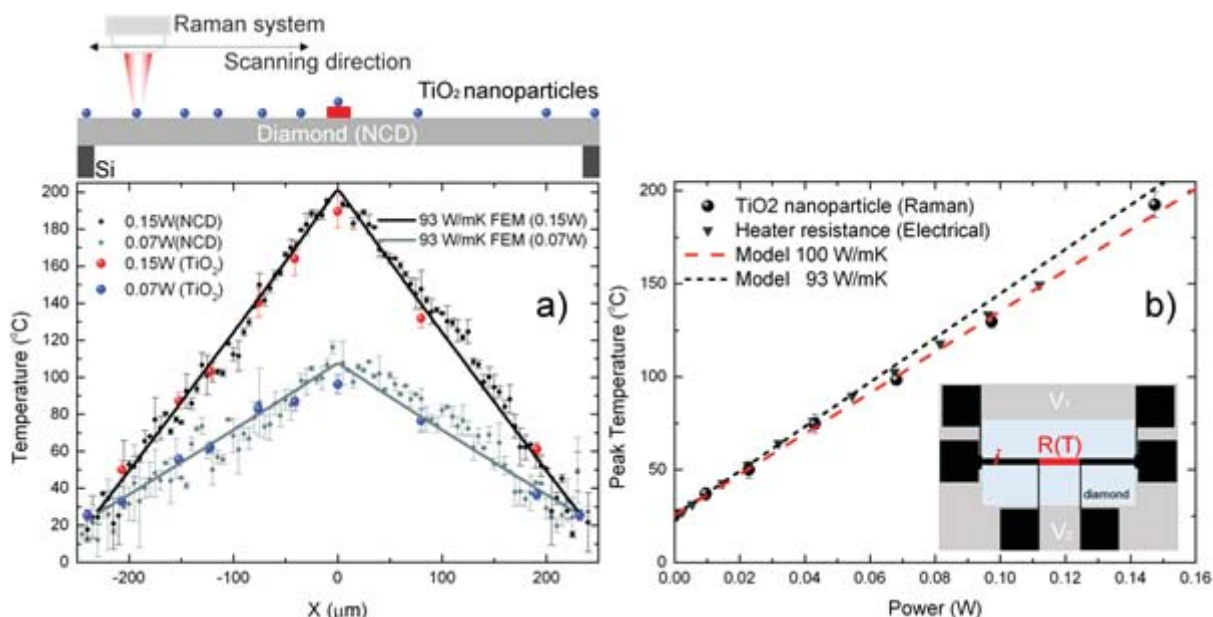 Raman system
Scanning direction
TiO₂ nanoparticles
Diamond (NCD)
Si
200
180
160
140
120
100
80
60
40
20
0
Temperature (°C)
0.15W(NCD)
0.07W(NCD)
0.15W (TiO₂)
0.07W (TiO₂)
93 W/mK FEM (0.15W)
93 W/mK FEM (0.07W)
a)
-200 -100 0 100 200
X (μm)
200
150
100
50
0
Peak Temperature (°C)
TiO2 nanoparticle (Raman)
Heater resistance (Electrical)
Model 100 W/mK
Model 93 W/mK
b)
V₁
i
R(T)
diamond
V₂
0.00 0.02 0.04 0.06 0.08 0.10 0.12 0.14 0.16
Power (W)